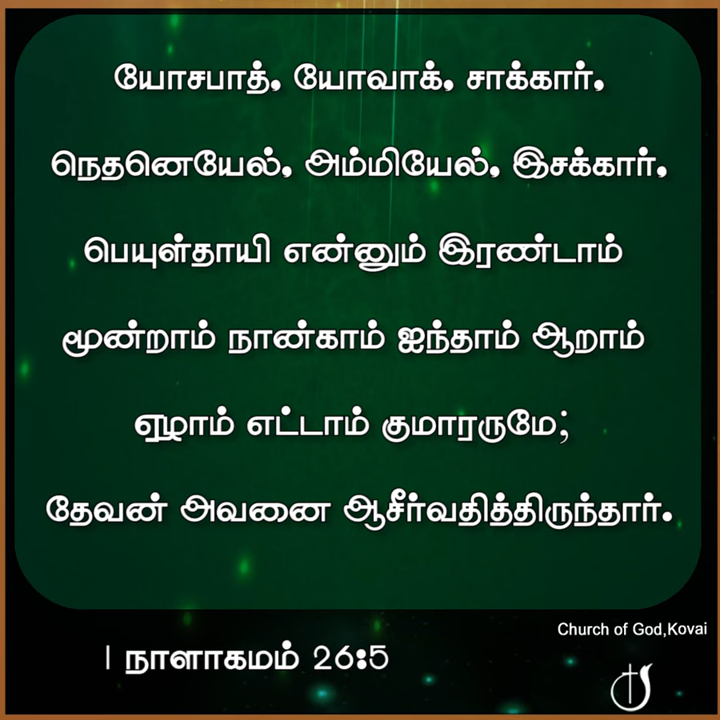 யோசபாத், யோவாக், சாக்கார்,
நெதனெயேல், அம்மியேல், இசக்கார்,
பெயுள்தாயி என்னும் இரண்டாம்
மூன்றாம் நான்காம் ஐந்தாம் ஆறாம்
ஏழாம் எட்டாம் குமாரருமே;
தேவன் அவனை ஆசீர்வதித்திருந்தார்.
Church of God,Kovai
I நாளாகமம் 26:5